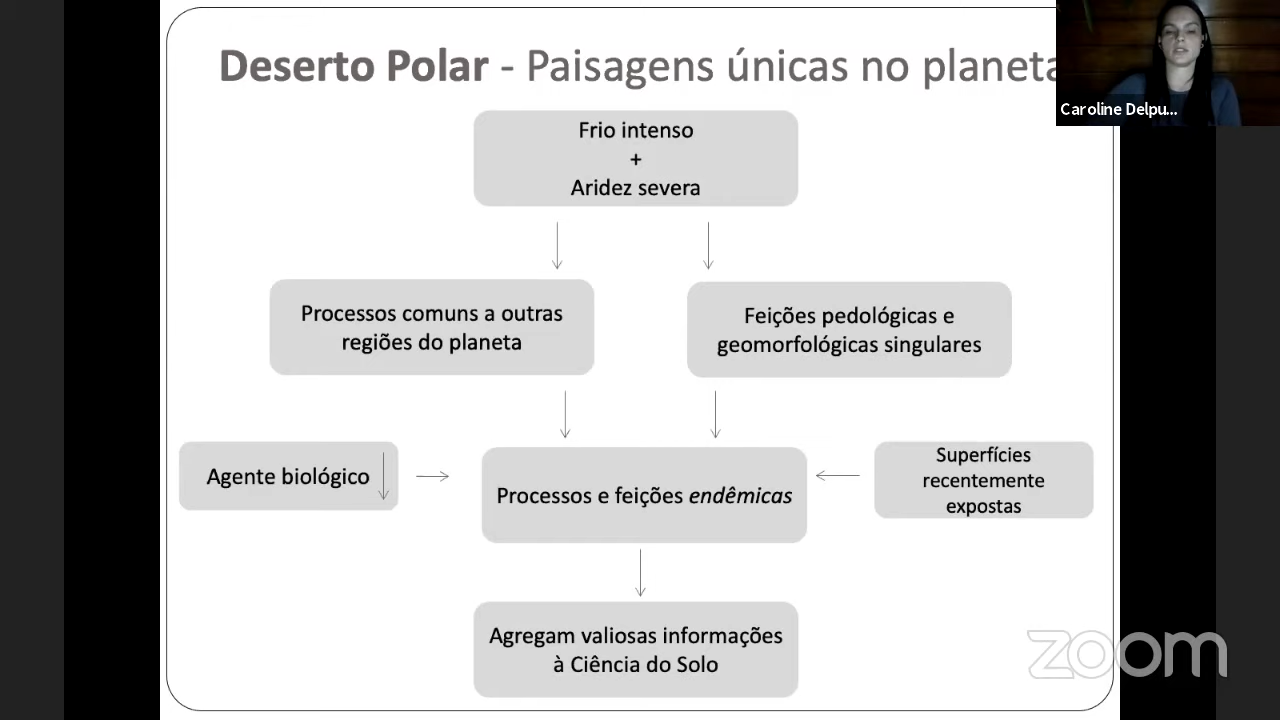 Deserto Polar - Paisagens únicas no planeta
Caroline Delpu...
Frio intenso
+
Aridez severa
Processos comuns a outras
regiões do planeta
Feições pedológicas e
geomorfológicas singulares
Agente biológico
Processos e feições endêmicas
Superfícies
recentemente
expostas
Agregam valiosas informações
à Ciência do Solo
zoom